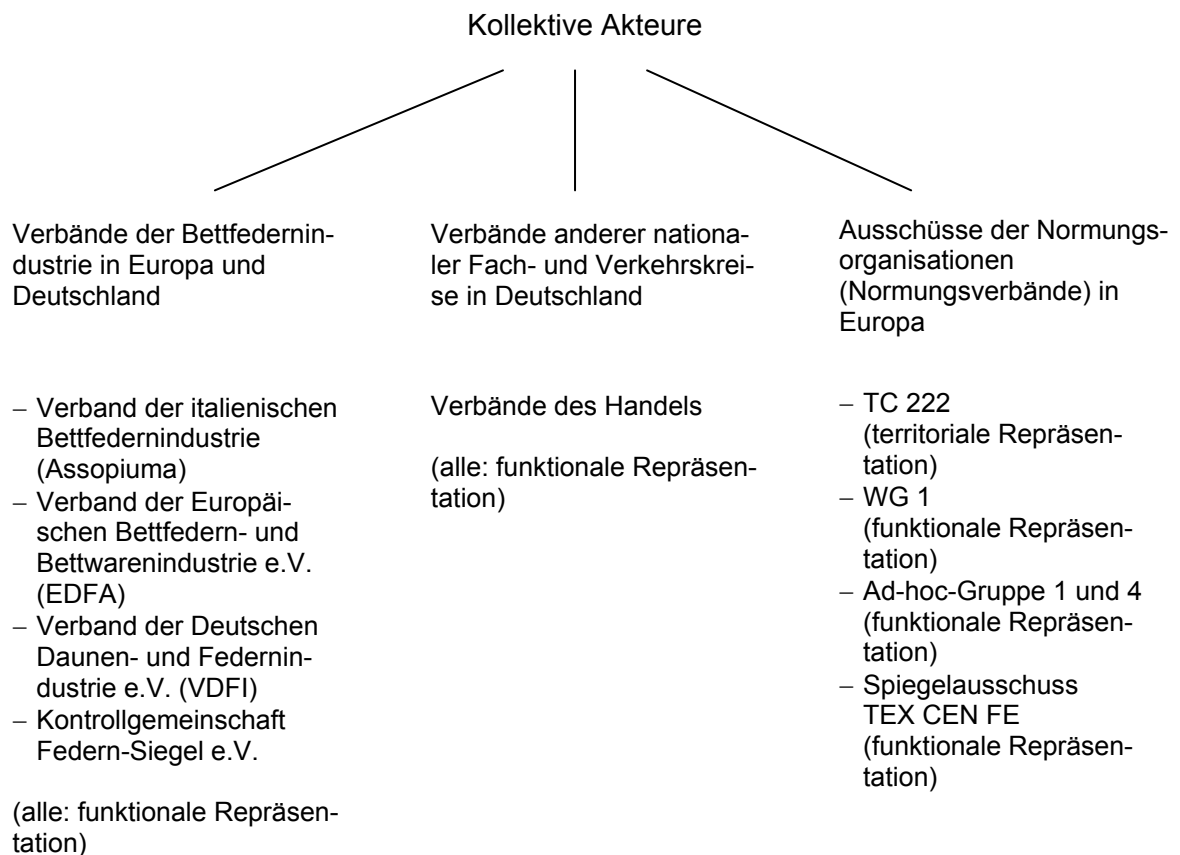 Kollektive Akteure
Verbände der Bettfedernin-
dustrie in Europa und
Deutschland
– Verband der italienischen
Bettfedernindustrie
(Assopiuma)
– Verband der Europäi-
schen Bettfedern- und
Bettwarenindustrie e.V.
(EDFA)
– Verband der Deutschen
Daunen- und Federnin-
dustrie e.V. (VDFI)
– Kontrollgemeinschaft
Federn-Siegel e.V.
(alle: funktionale Repräsen-
tation)
Verbände anderer nationa-
ler Fach- und Verkehrskrei-
se in Deutschland
Verbände des Handels
(alle: funktionale Repräsen-
tation)
Ausschüsse der Normungs-
organisationen
(Normungsverbände) in
Europa
– TC 222
(territoriale Repräsen-
tation)
– WG 1
(funktionale Repräsen-
tation)
– Ad-hoc-Gruppe 1 und 4
(funktionale Repräsen-
tation)
– Spiegelausschuss
TEX CEN FE
(funktionale Repräsen-
tation)